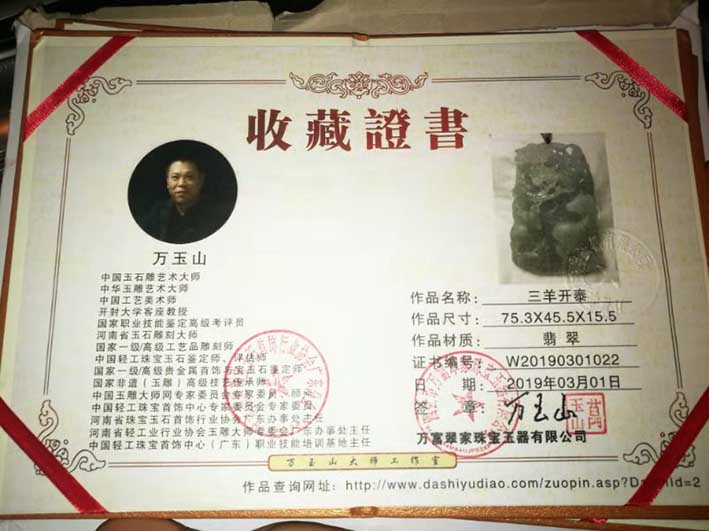 收藏證書
万玉山
中国玉石雕艺术大师
中华玉雕艺术大师
中国工艺美术师
开封大学客座教授
国家职业技能鉴定高级考评员
河南省玉石雕刻大师
国家一级/高级工艺品雕刻师
中国轻工珠宝玉石鉴定师、评估师
国家一级/高级贵金属首饰与宝玉石鉴定师
国家非遗（玉雕）高级技艺传承师
中国玉雕大师网专家委员会专家委员、顾问
中国轻工珠宝首饰中心专家委员会专家委员
河南省珠宝玉石首饰行业协会广东办事处主任
河南省轻工业行业协会玉雕大师专委会广东办事处主任
中国轻工珠宝首饰中心（广东）职业技能培训基地主任
作品名称：三羊开泰
作品尺寸：75.3X45.5X15.5
作品材质：翡翠
证书编号：W20190301022
日期：2019年03月01日
签章：万玉山
万富翠家珠宝玉器有限公司
万玉山大师工作室
作品查询网址：http://www.dashiyudiao.com/zuopin.asp?D